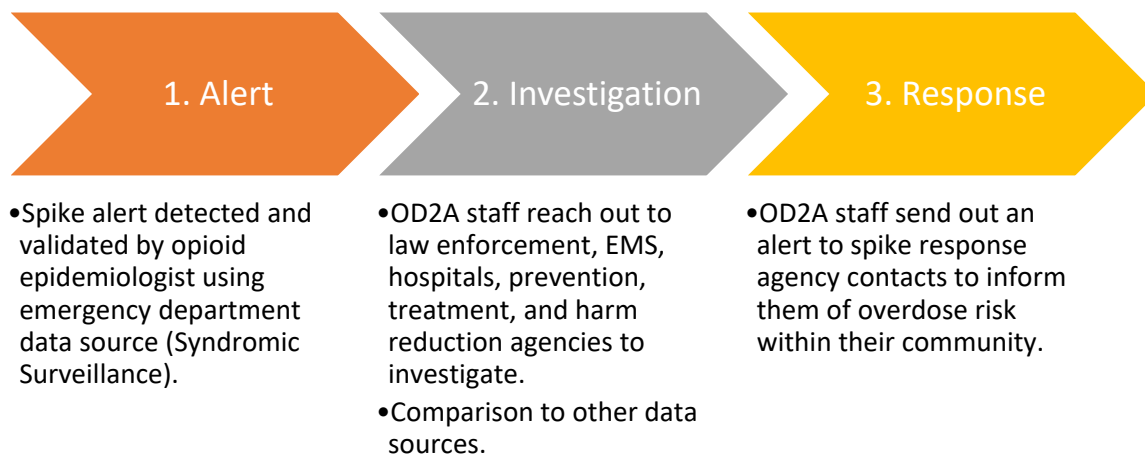 1. Alert
•Spike alert detected and
validated by opioid
epidemiologist using
emergency department
data source (Syndromic
Surveillance).
2. Investigation
•OD2A staff reach out to
law enforcement, EMS,
hospitals, prevention,
treatment, and harm
reduction agencies to
investigate.
•Comparison to other data
sources.
3. Response
•OD2A staff send out an
alert to spike response
agency contacts to inform
them of overdose risk
within their community.